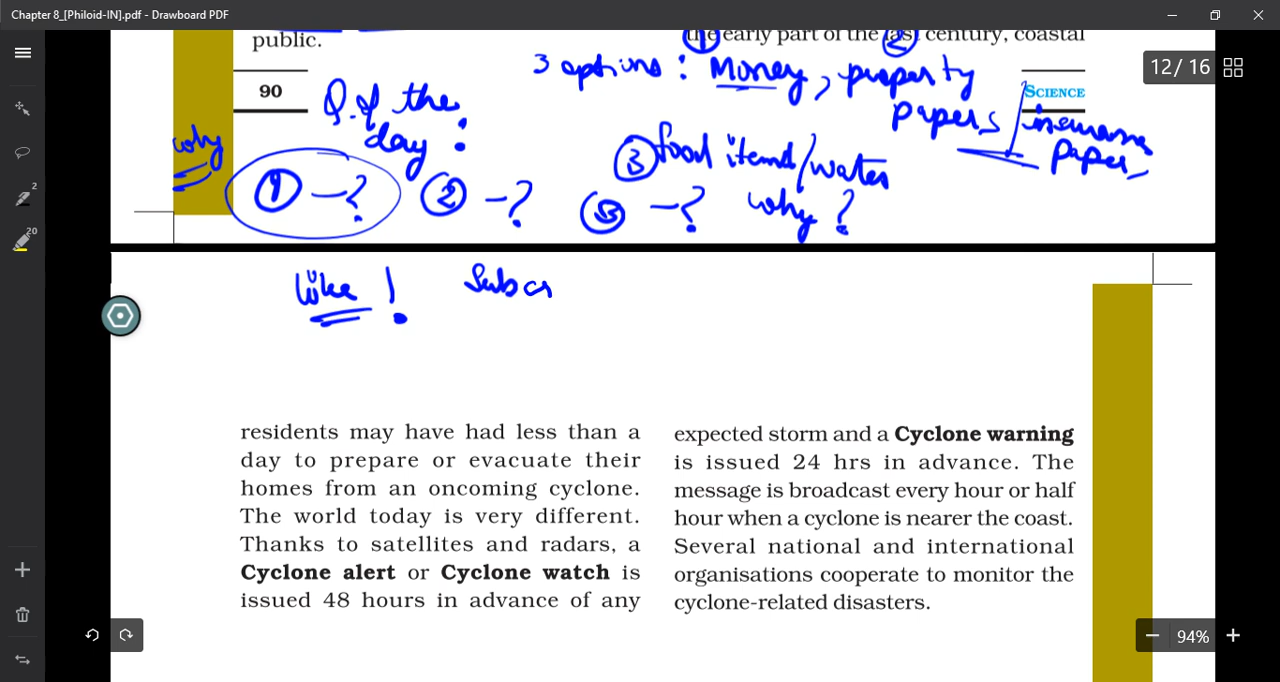 Chapter 8_[Philoid-IN].pdf - Drawboard PDF
public.
the early part of the last century, coastal
12/ 16
① ②
3 options : Money, property
papers / insurance
paper
90
SCIENCE
Q. of the
day :
why
③ food items/water
① - ? ② - ? ③ - ? why ?
like ! Subs
2
20
residents may have had less than a
day to prepare or evacuate their
homes from an oncoming cyclone.
The world today is very different.
Thanks to satellites and radars, a
Cyclone alert or Cyclone watch is
issued 48 hours in advance of any
expected storm and a Cyclone warning
is issued 24 hrs in advance. The
message is broadcast every hour or half
hour when a cyclone is nearer the coast.
Several national and international
organisations cooperate to monitor the
cyclone-related disasters.
94%